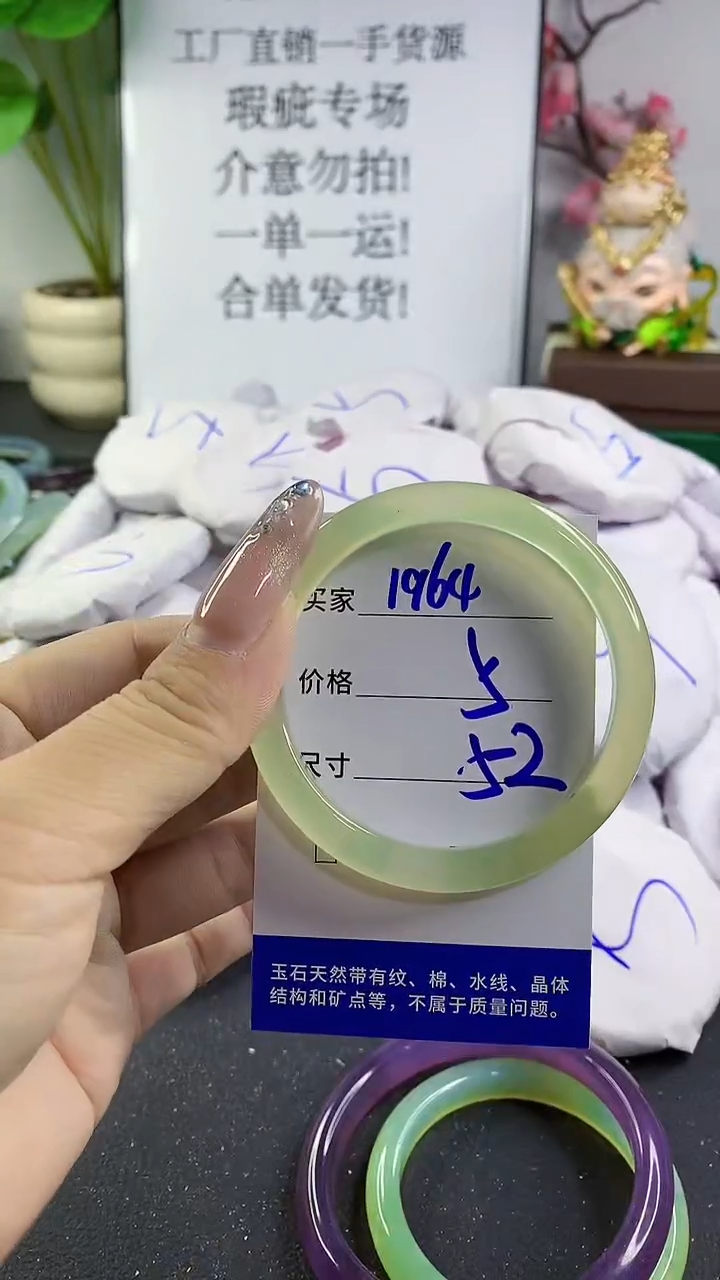 工厂直销一手货源
瑕疵专场
介意勿拍!
一单一运!
合单发货!
买家 1964
价格 5
尺寸 52
玉石天然带有纹、棉、水线、晶体
结构和矿点等，不属于质量问题。